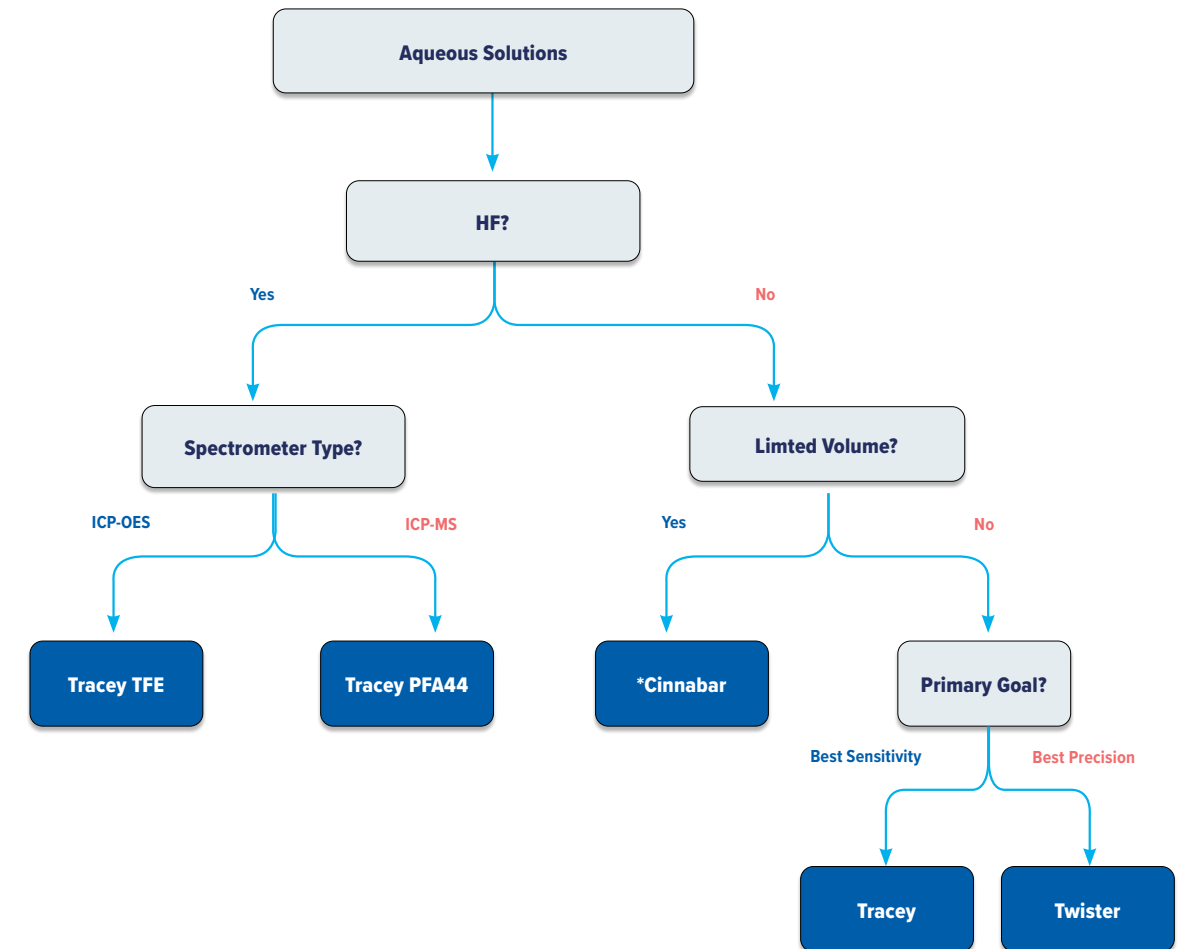 Aqueous Solutions
HF?
Yes
No
Spectrometer Type?
Limted Volume?
ICP-OES
ICP-MS
Yes
No
Tracey TFE
Tracey PFA44
*Cinnabar
Primary Goal?
Best Sensitivity
Best Precision
Tracey
Twister